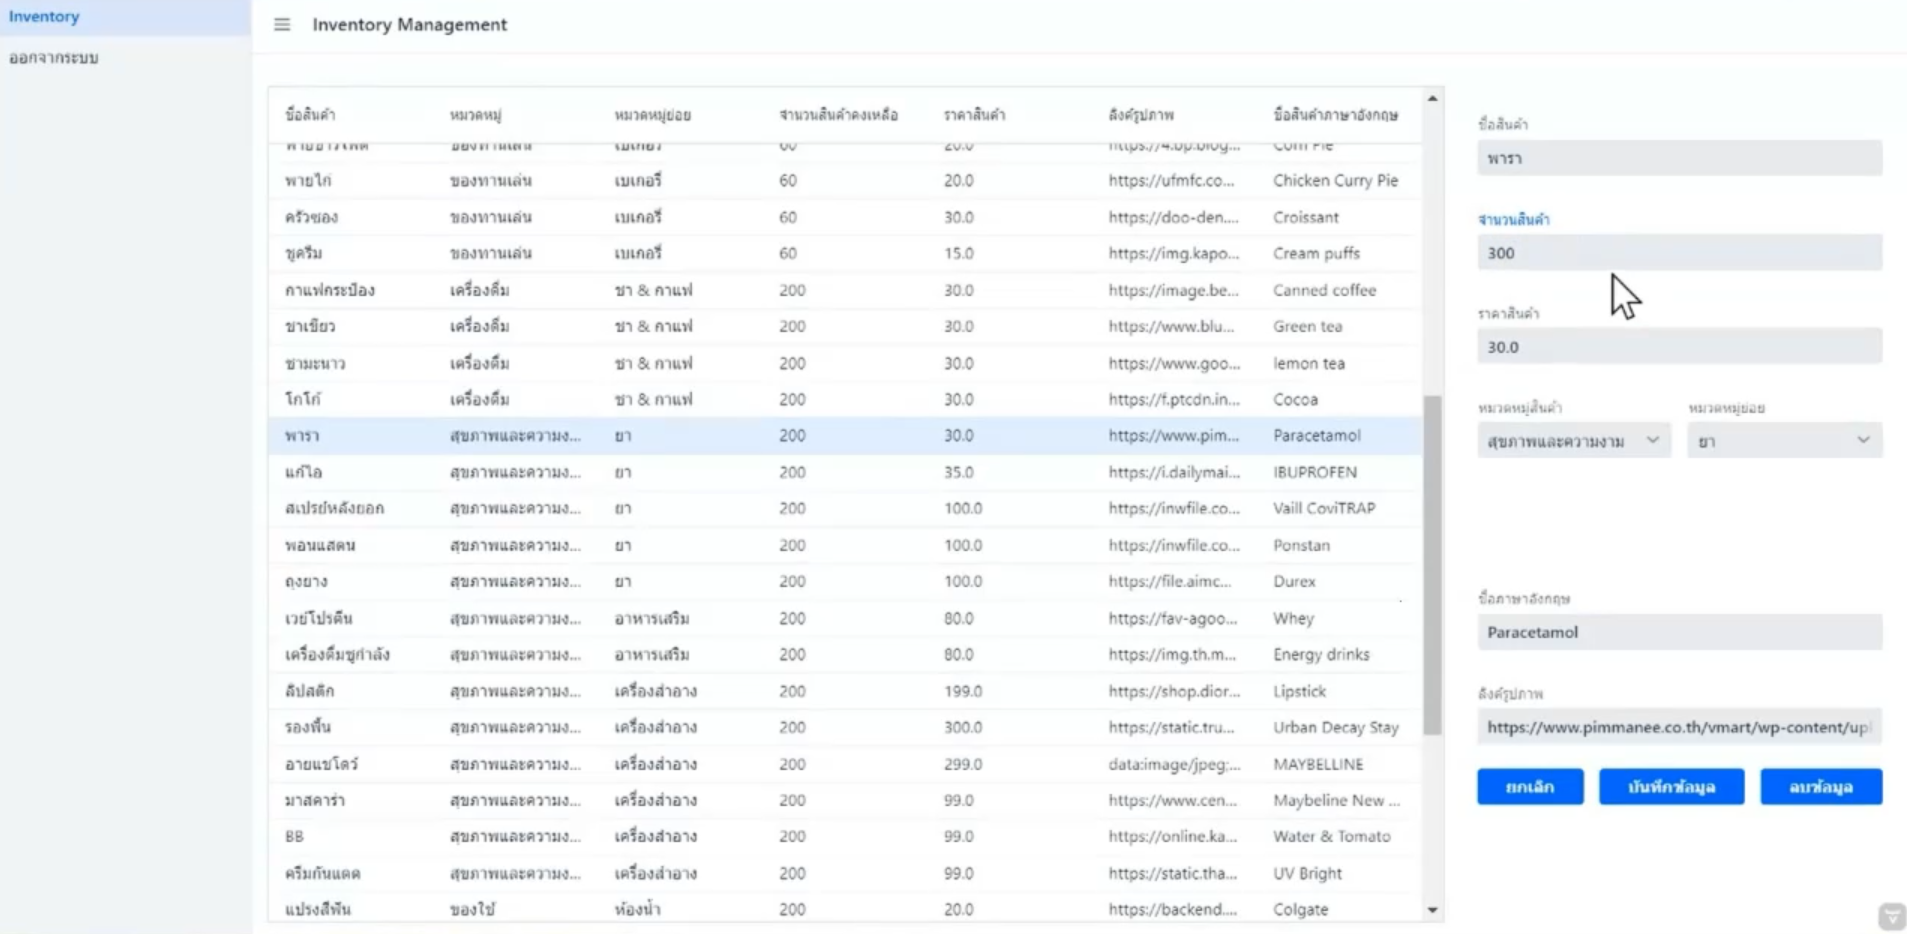 Inventory
ออกจากระบบ
Inventory Management
ชื่อสินค้า หมวดหมู่ หมวดหมู่ย่อย จำนวนสินค้าคงเหลือ ราคาสินค้า ลิงค์รูปภาพ ชื่อสินค้าภาษาอังกฤษ
พายข้าวโพด ของทานเล่น เบเกอรี่ 60 20.0 https://4.bp.blog... Corn Pie
พายไก่ ของทานเล่น เบเกอรี่ 60 20.0 https://ufmfc.co... Chicken Curry Pie
ครัวซอง ของทานเล่น เบเกอรี่ 60 30.0 https://doo-den.... Croissant
ชูครีม ของทานเล่น เบเกอรี่ 60 15.0 https://img.kapo... Cream puffs
กาแฟกระป๋อง เครื่องดื่ม ชา & กาแฟ 200 30.0 https://image.be... Canned coffee
ชาเขียว เครื่องดื่ม ชา & กาแฟ 200 30.0 https://www.blu... Green tea
ชามะนาว เครื่องดื่ม ชา & กาแฟ 200 30.0 https://www.goo... lemon tea
โกโก้ เครื่องดื่ม ชา & กาแฟ 200 30.0 https://f.ptcdn.in... Cocoa
พารา สุขภาพและความง... ยา 200 30.0 https://www.pim... Paracetamol
แก้ไอ สุขภาพและความง... ยา 200 35.0 https://i.dailymai... IBUPROFEN
สเปรย์หลังยอก สุขภาพและความง... ยา 200 100.0 https://inwfile.co... Vaill CoviTRAP
พอนแสตน สุขภาพและความง... ยา 200 100.0 https://inwfile.co... Ponstan
ถุงยาง สุขภาพและความง... ยา 200 100.0 https://file.aimc... Durex
เวย์โปรตีน สุขภาพและความง... อาหารเสริม 200 80.0 https://fav-agoo... Whey
เครื่องดื่มชูกำลัง สุขภาพและความง... อาหารเสริม 200 80.0 https://img.th.m... Energy drinks
ลิปสติก สุขภาพและความง... เครื่องสำอาง 200 199.0 https://shop.dior... Lipstick
รองพื้น สุขภาพและความง... เครื่องสำอาง 200 300.0 https://static.tru... Urban Decay Stay
อายแชโดว์ สุขภาพและความง... เครื่องสำอาง 200 299.0 data:image/jpeg;... MAYBELLINE
มาสคาร่า สุขภาพและความง... เครื่องสำอาง 200 99.0 https://www.cen... Maybeline New ...
BB สุขภาพและความง... เครื่องสำอาง 200 99.0 https://online.ka... Water & Tomato
ครีมกันแดด สุขภาพและความง... เครื่องสำอาง 200 99.0 https://static.tha... UV Bright
แปรงสีฟัน ของใช้ ห้องน้ำ 200 20.0 https://backend.... Colgate
ชื่อสินค้า
พารา
จำนวนสินค้า
300
ราคาสินค้า
30.0
หมวดหมู่สินค้า หมวดหมู่ย่อย
สุขภาพและความงาม ยา
ชื่อภาษาอังกฤษ
Paracetamol
ลิงค์รูปภาพ
https://www.pimmanee.co.th/vmart/wp-content/upl
ยกเลิก บันทึกข้อมูล ลบข้อมูล